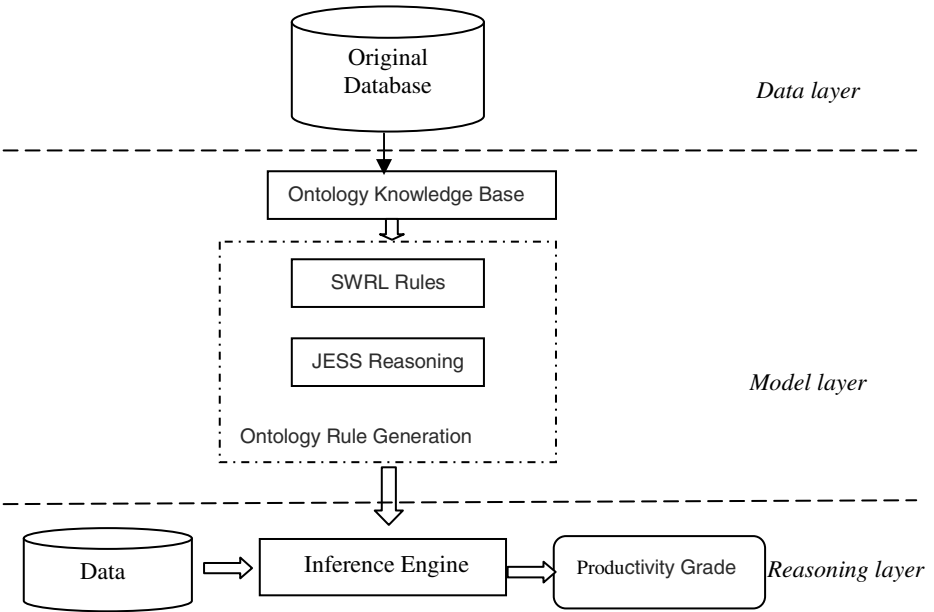 Original
Database
Data layer
Ontology Knowledge Base
SWRL Rules
JESS Reasoning
Model layer
Ontology Rule Generation
Data
Inference Engine
Productivity Grade
Reasoning layer